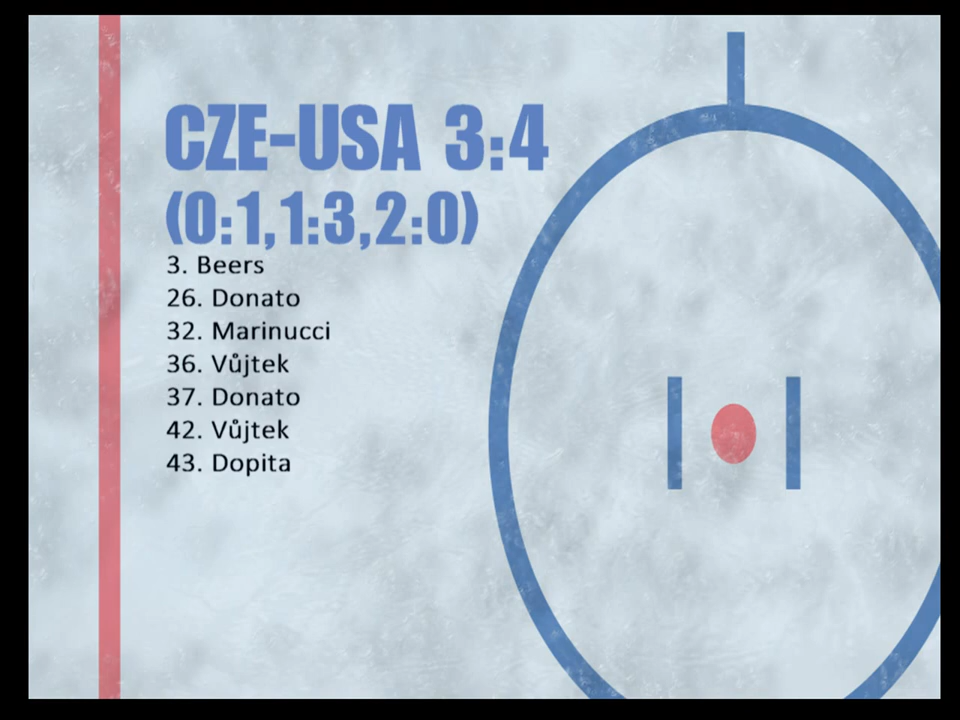 CZE-USA 3:4
(0:1,1:3,2:0)
3. Beers
26. Donato
32. Marinucci
36. Vůjtek
37. Donato
42. Vůjtek
43. Dopita